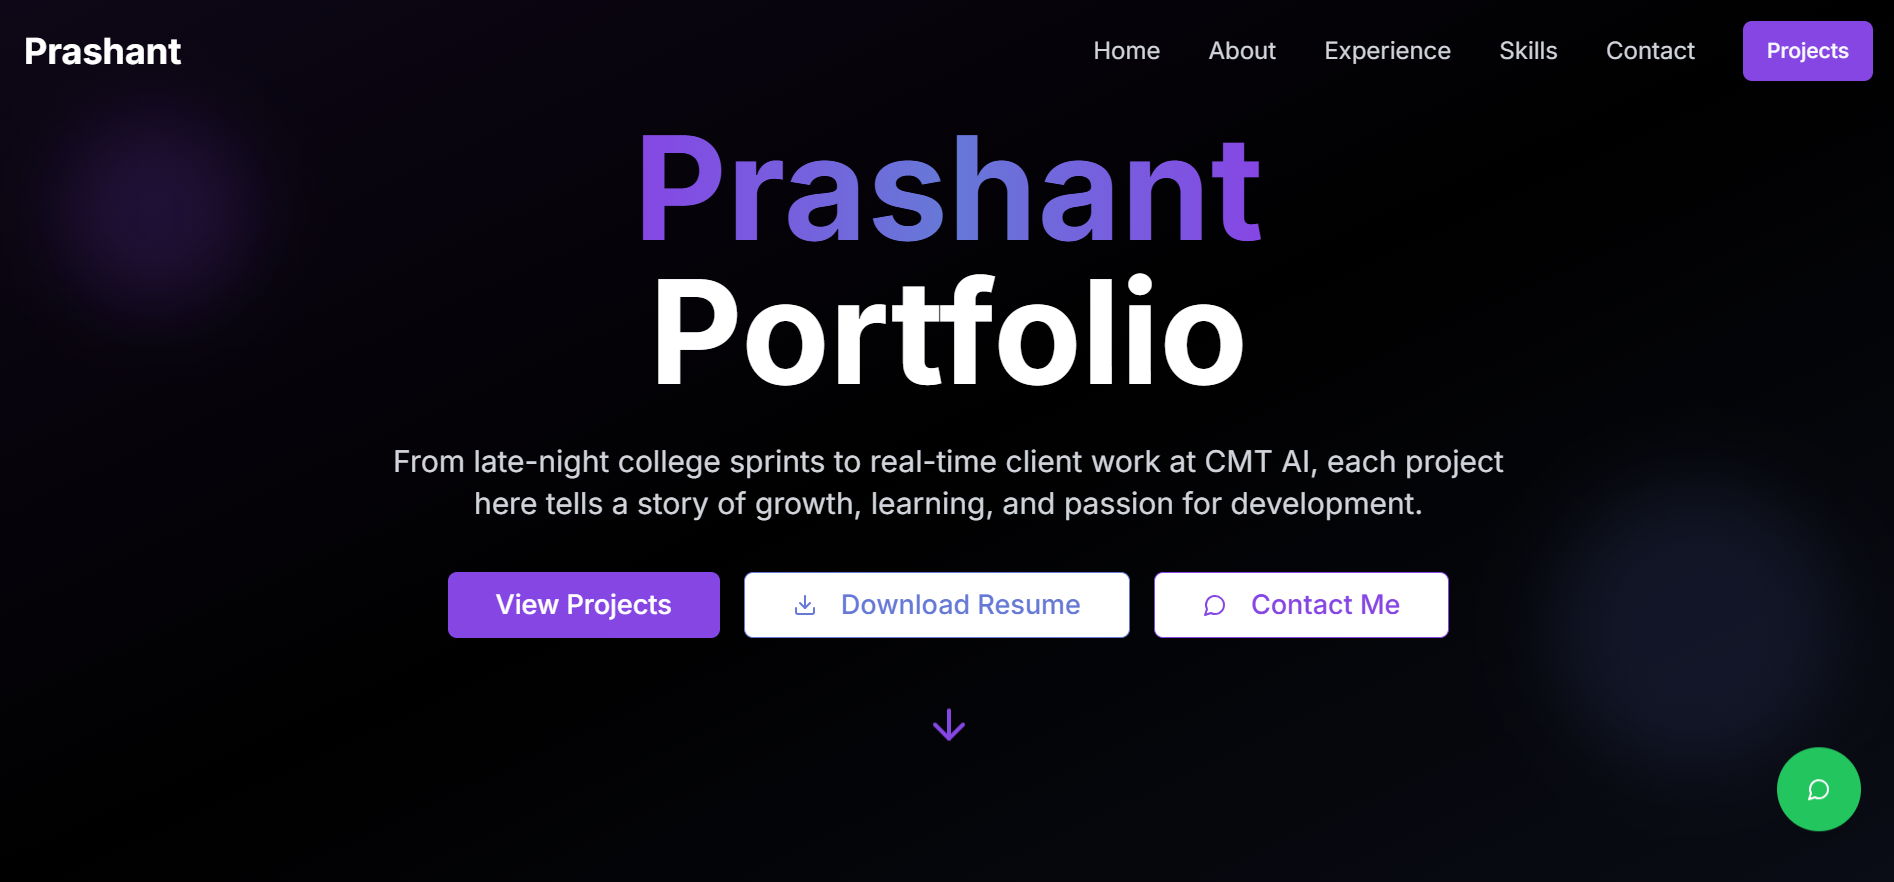 Prashant
Home
About
Experience
Skills
Contact
Projects
Prashant
Portfolio
From late-night college sprints to real-time client work at CMT AI, each project
here tells a story of growth, learning, and passion for development.
View Projects
Download Resume
Contact Me